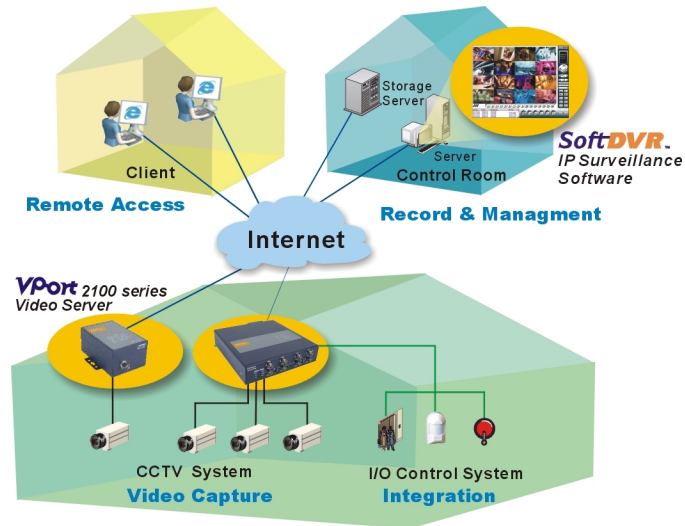 Storage
Server
Server
Control Room
SoftDVR™
IP Surveillance
Software
Client
Remote Access
Record & Managment
Internet
VPort 2100 series
Video Server
CCTV System
Video Capture
I/O Control System
Integration